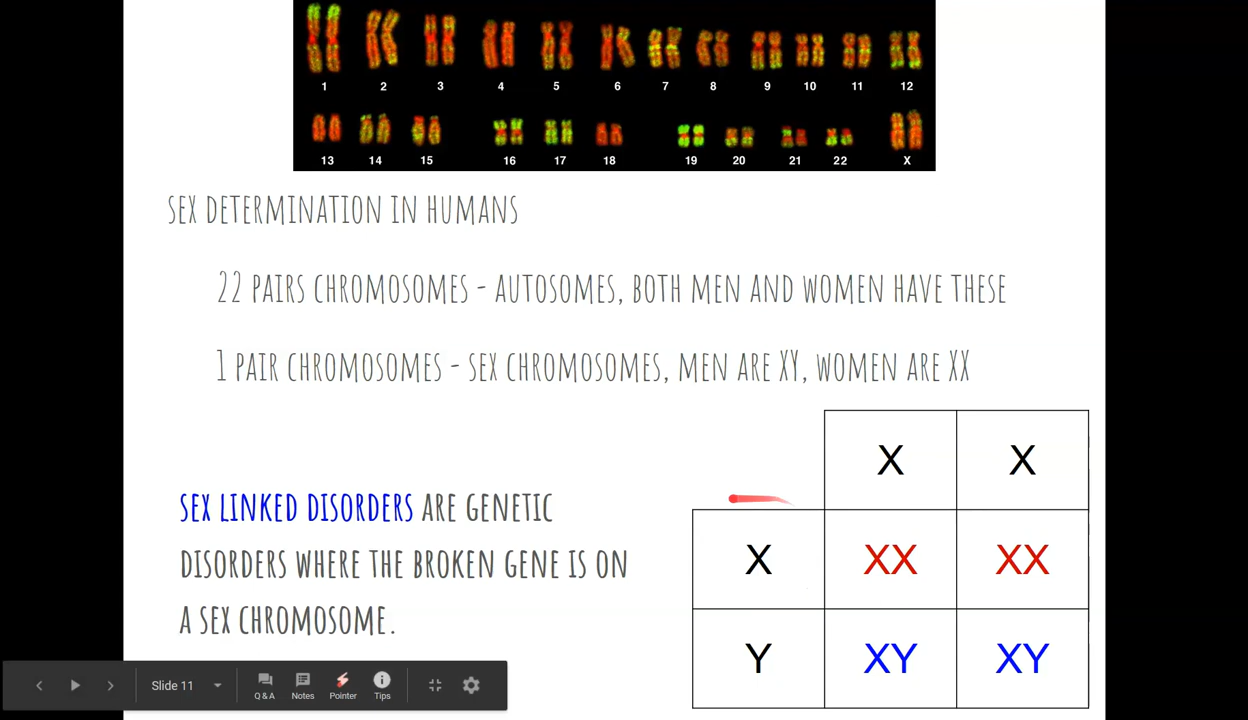 1 2 3 4 5 6 7 8 9 10 11 12
13 14 15 16 17 18 19 20 21 22 X
SEX DETERMINATION IN HUMANS
22 PAIRS CHROMOSOMES - AUTOSOMES, BOTH MEN AND WOMEN HAVE THESE
1 PAIR CHROMOSOMES - SEX CHROMOSOMES, MEN ARE XY, WOMEN ARE XX
SEX LINKED DISORDERS ARE GENETIC
DISORDERS WHERE THE BROKEN GENE IS ON
A SEX CHROMOSOME.
X X
X XX XX
Y XY XY
Slide 11
Q & A Notes Pointer Tips